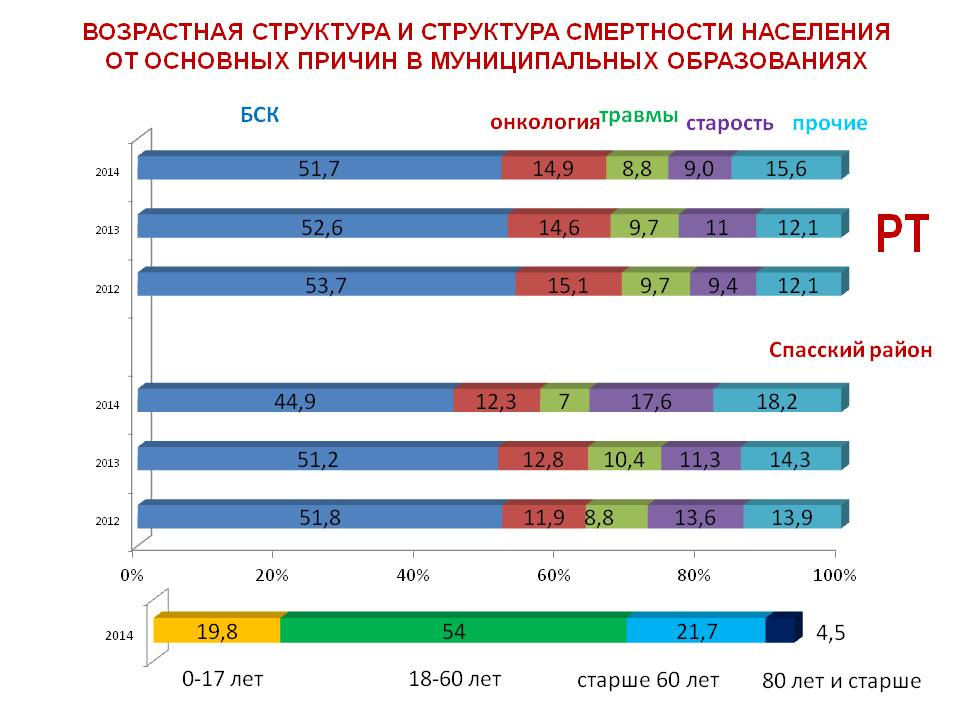 ВОЗРАСТНАЯ СТРУКТУРА И СТРУКТУРА СМЕРТНОСТИ НАСЕЛЕНИЯ
ОТ ОСНОВНЫХ ПРИЧИН В МУНИЦИПАЛЬНЫХ ОБРАЗОВАНИЯХ
БСК онкология травмы старость прочие
2014 51,7 14,9 8,8 9,0 15,6
2013 52,6 14,6 9,7 11 12,1
РТ
2012 53,7 15,1 9,7 9,4 12,1
Спасский район
2014 44,9 12,3 7 17,6 18,2
2013 51,2 12,8 10,4 11,3 14,3
2012 51,8 11,9 8,8 13,6 13,9
0% 20% 40% 60% 80% 100%
2014 19,8 54 21,7 4,5
0-17 лет 18-60 лет старше 60 лет 80 лет и старше